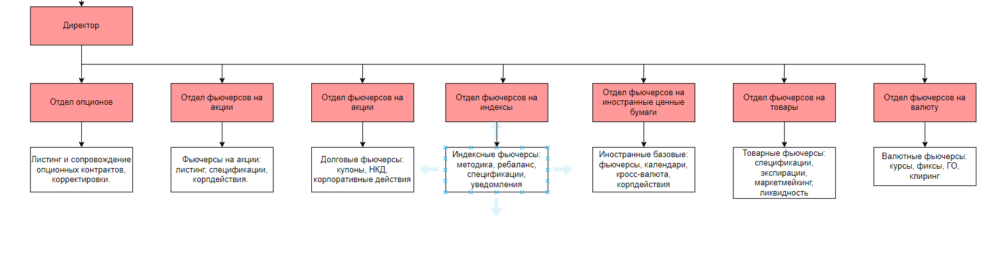 Директор
Отдел опционов
Отдел фьючерсов на
акции
Отдел фьючерсов на
акции
Отдел фьючерсов на
индексы
Отдел фьючерсов на
иностранные ценные
бумаги
Отдел фьючерсов на
товары
Отдел фьючерсов на
валюту
Листинг и сопровождение
опционных контрактов,
корректировки.
Фьючерсы на акции:
листинг, спецификации,
корпдействия.
Долговые фьючерсы:
купоны, НКД,
корпоративные действия
Индексные фьючерсы:
методика, ребаланс,
спецификации,
уведомления
Иностранные базовые:
фьючерсы, календари,
кросс-валюта,
корпдействия
Товарные фьючерсы:
спецификации,
экспирации,
маркетмейкинг,
ликвидность
Валютные фьючерсы:
курсы, фиксы, ГО,
клиринг